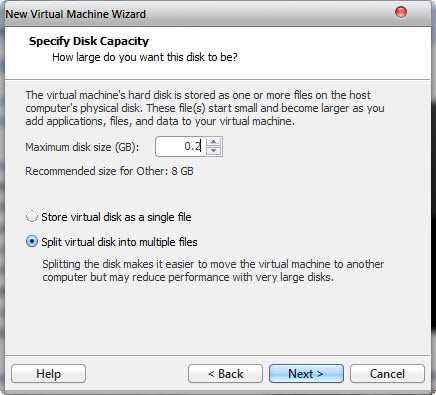 New Virtual Machine Wizard
Specify Disk Capacity
How large do you want this disk to be?
The virtual machine's hard disk is stored as one or more files on the host
computer's physical disk. These file(s) start small and become larger as you
add applications, files, and data to your virtual machine.
Maximum disk size (GB): 0.2
Recommended size for Other: 8 GB
Store virtual disk as a single file
Split virtual disk into multiple files
Splitting the disk makes it easier to move the virtual machine to another
computer but may reduce performance with very large disks.
Help < Back Next > Cancel